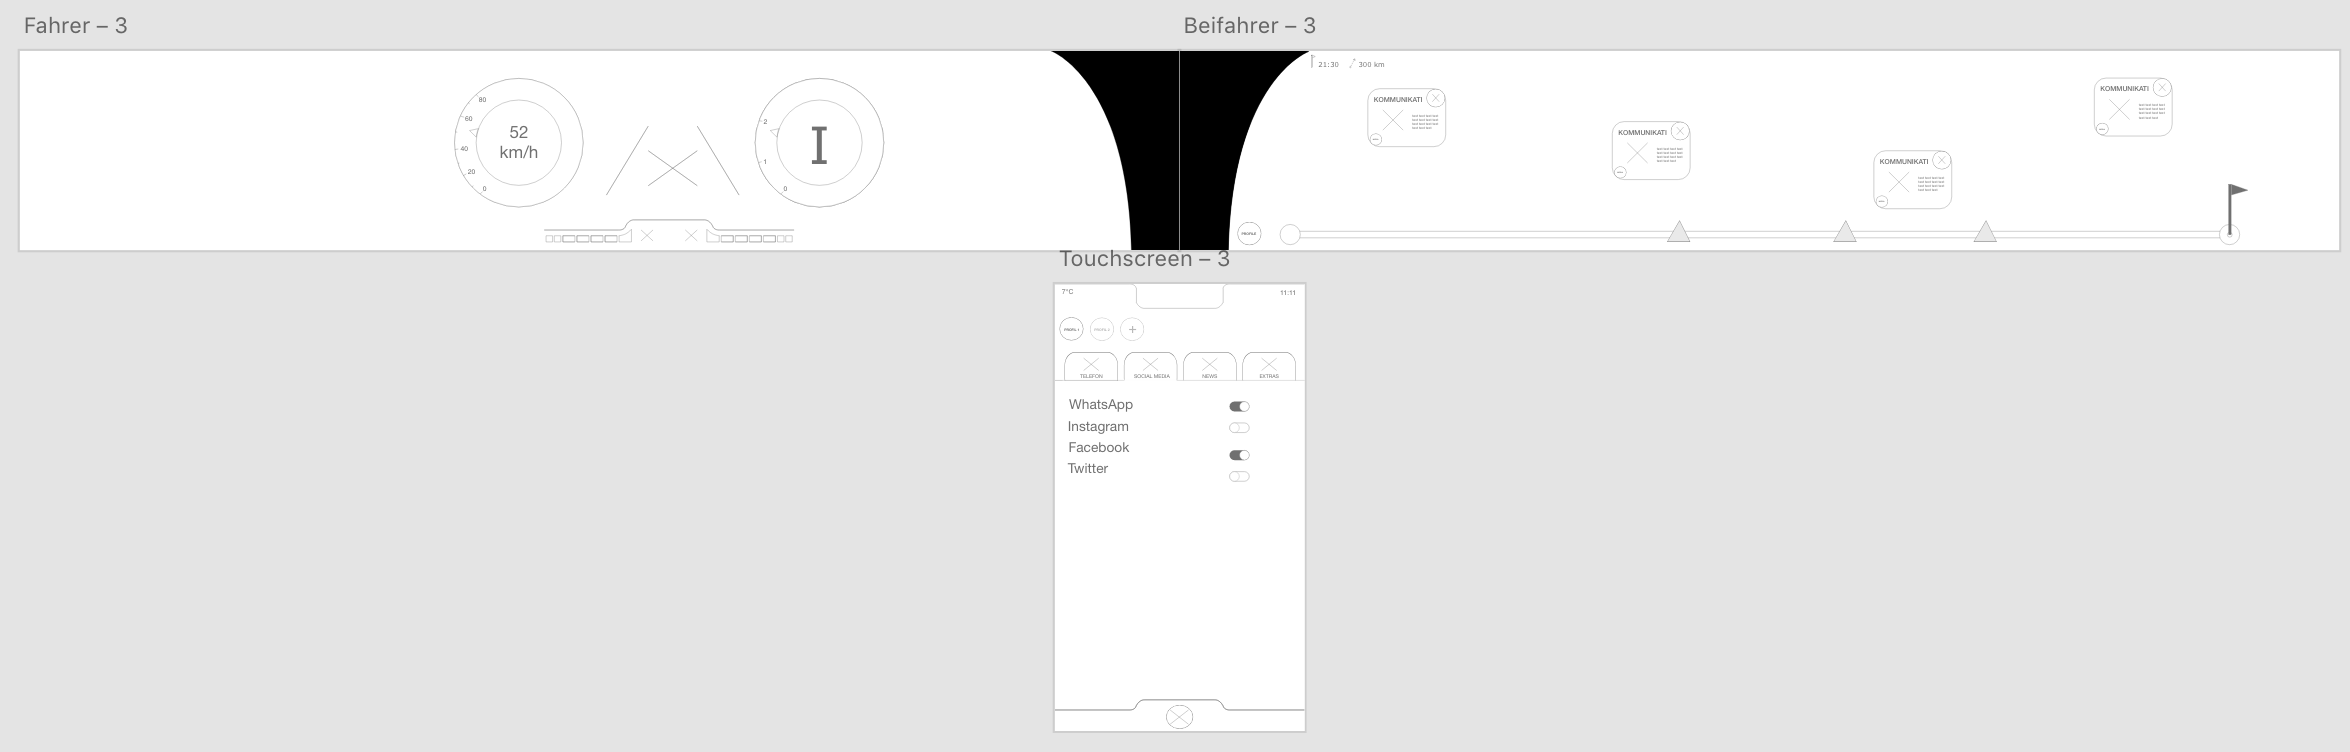 Fahrer – 3
Beifahrer – 3
80
60
40
20
0
52
km/h
2
1
0
I
21:30
300 km
KOMMUNIKATI
KOMMUNIKATI
KOMMUNIKATI
KOMMUNIKATI
PROFILE
Touchscreen – 3
7°C
11:11
PROFIL 1
PROFIL 2
+
TELEFON
SOCIAL MEDIA
NEWS
EXTRAS
WhatsApp
Instagram
Facebook
Twitter